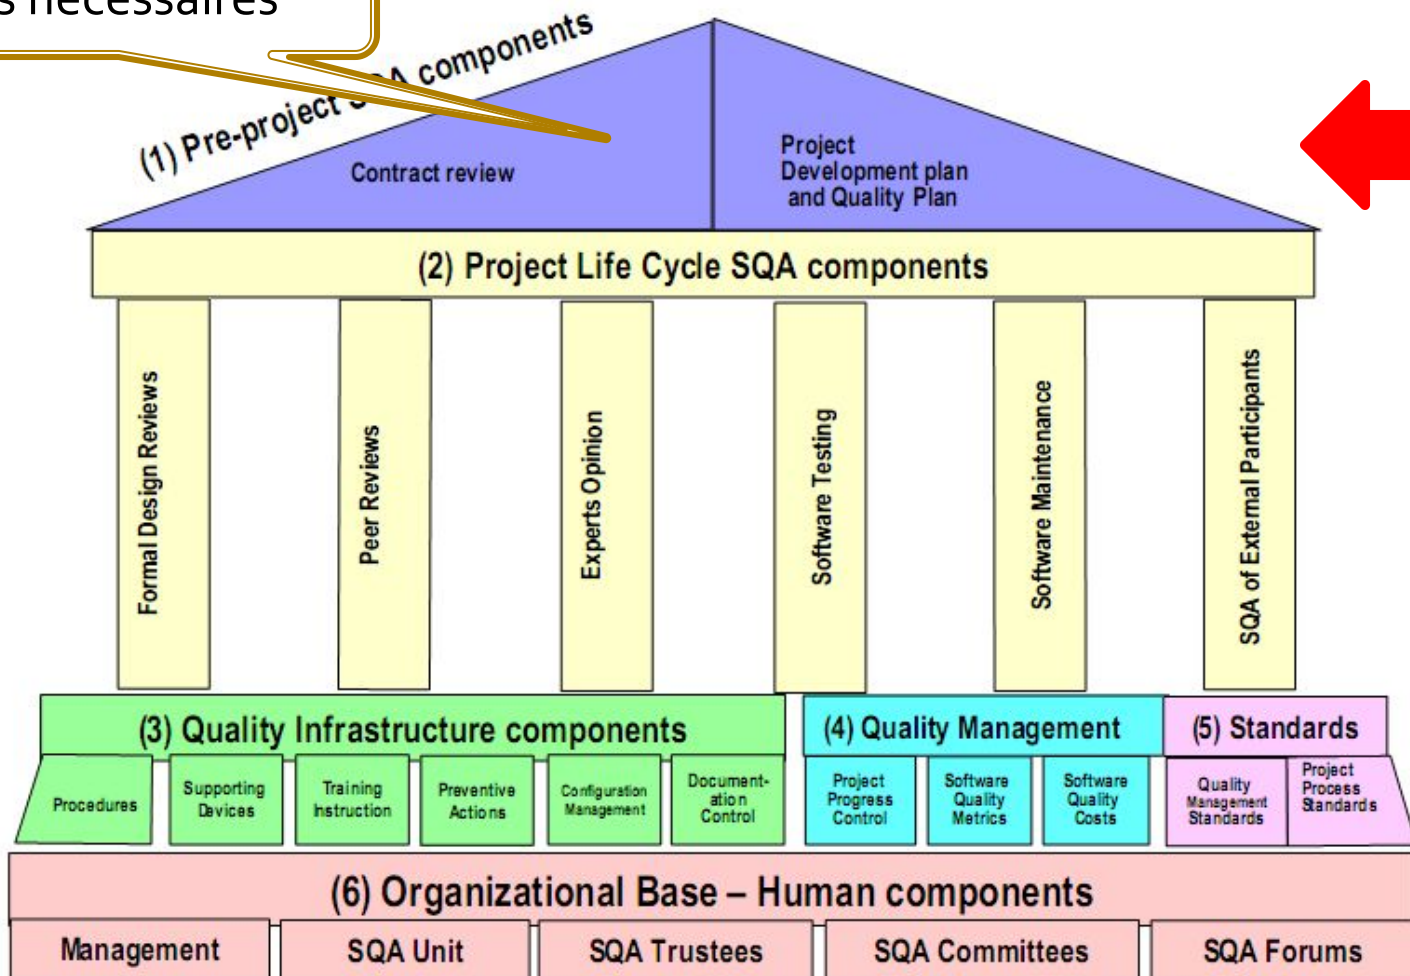 s nécessaires
(1) Pre-project SQA components
Contract review
Project
Development plan
and Quality Plan
(2) Project Life Cycle SQA components
Formal Design Reviews
Peer Reviews
Experts Opinion
Software Testing
Software Maintenance
SQA of External Participants
(3) Quality Infrastructure components
Procedures
Supporting
Devices
Training
Instruction
Preventive
Actions
Configuration
Management
Document-
ation
Control
(4) Quality Management
Project
Progress
Control
Software
Quality
Metrics
Software
Quality
Costs
(5) Standards
Quality
Management
Standards
Project
Process
Standards
(6) Organizational Base – Human components
Management
SQA Unit
SQA Trustees
SQA Committees
SQA Forums